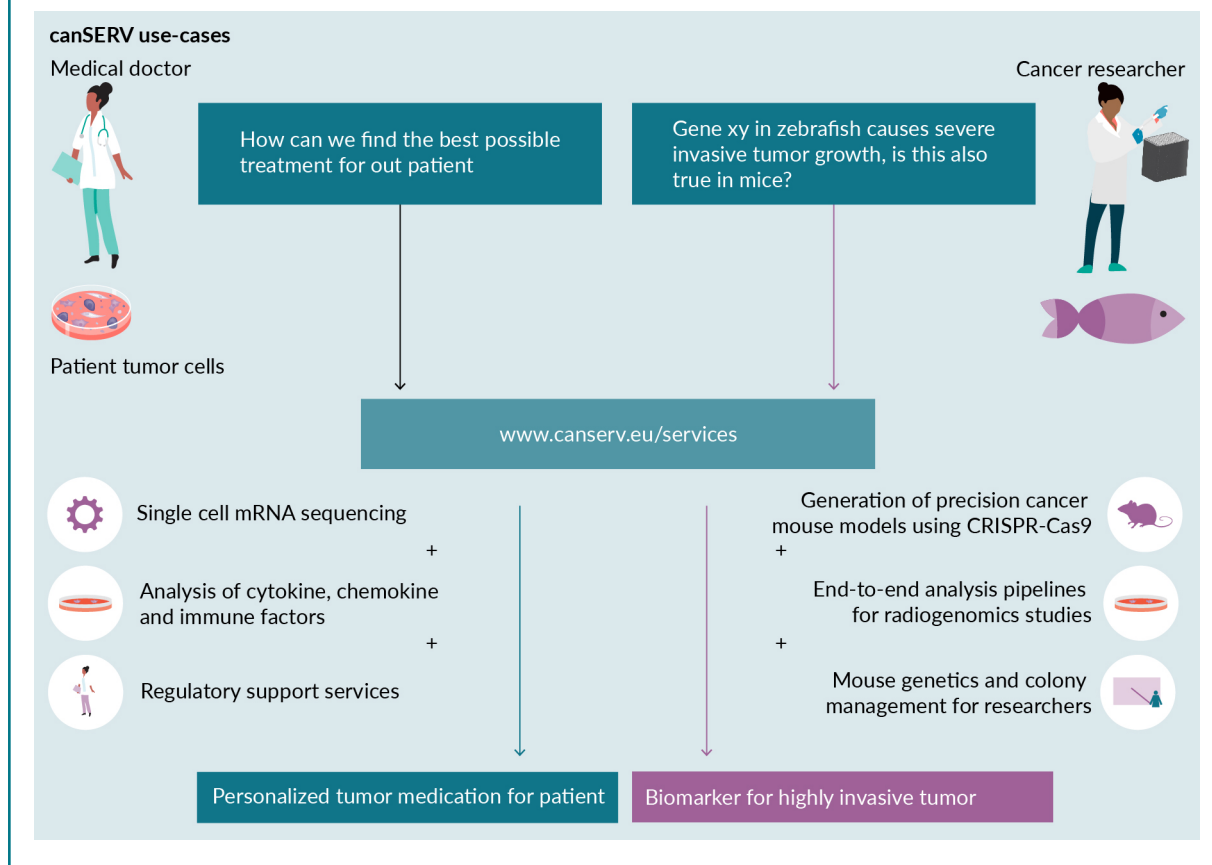 canSERV use-cases
Medical doctor
Cancer researcher
How can we find the best possible
treatment for out patient
Gene xy in zebrafish causes severe
invasive tumor growth, is this also
true in mice?
Patient tumor cells
www.canserv.eu/services
Single cell mRNA sequencing
+
Analysis of cytokine, chemokine
and immune factors
+
Regulatory support services
Generation of precision cancer
mouse models using CRISPR-Cas9
+
End-to-end analysis pipelines
for radiogenomics studies
+
Mouse genetics and colony
management for researchers
Personalized tumor medication for patient
Biomarker for highly invasive tumor